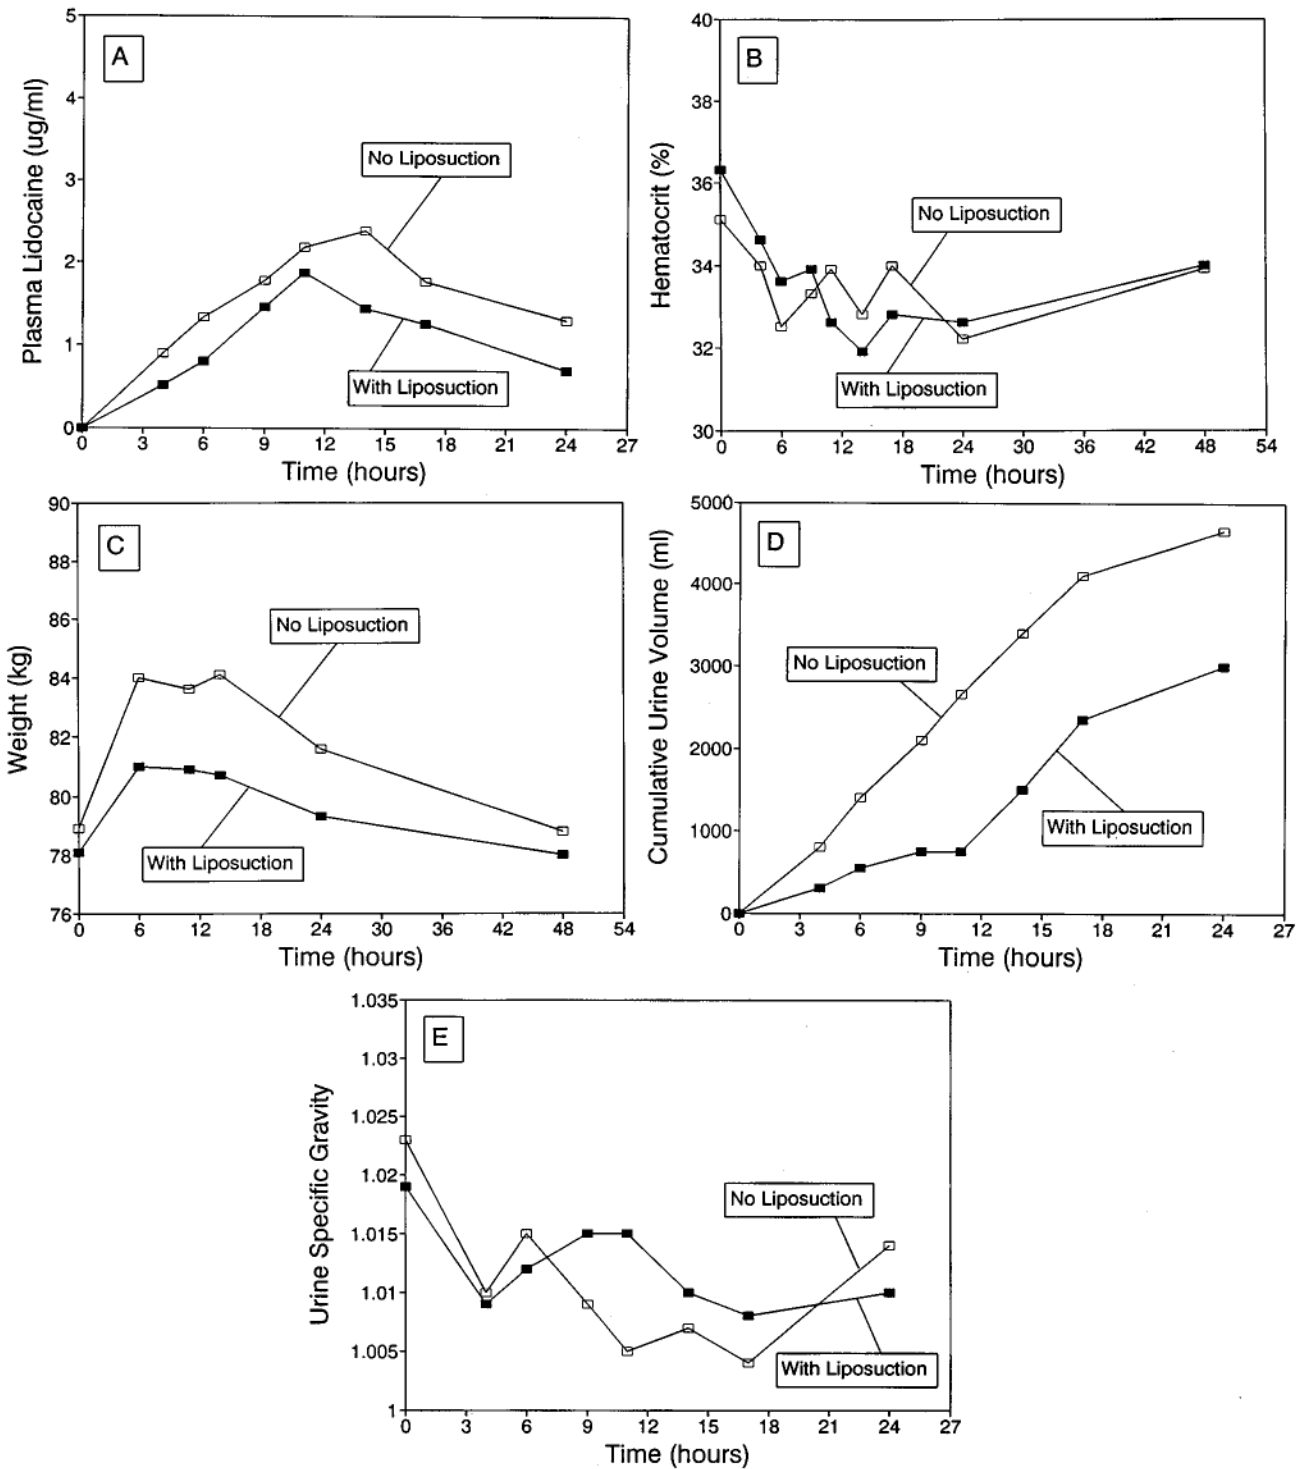 A
Plasma Lidocaine (ug/ml)
5
4
3
2
1
0
No Liposuction
With Liposuction
0 3 6 9 12 15 18 21 24 27
Time (hours)
B
Hematocrit (%)
40
38
36
34
32
30
No Liposuction
With Liposuction
0 6 12 18 24 30 36 42 48 54
Time (hours)
C
Weight (kg)
90
88
86
84
82
80
78
76
No Liposuction
With Liposuction
0 6 12 18 24 30 36 42 48 54
Time (hours)
D
Cumulative Urine Volume (ml)
5000
4000
3000
2000
1000
0
No Liposuction
With Liposuction
0 3 6 9 12 15 18 21 24 27
Time (hours)
E
Urine Specific Gravity
1.035
1.03
1.025
1.02
1.015
1.01
1.005
1
No Liposuction
With Liposuction
0 3 6 9 12 15 18 21 24 27
Time (hours)